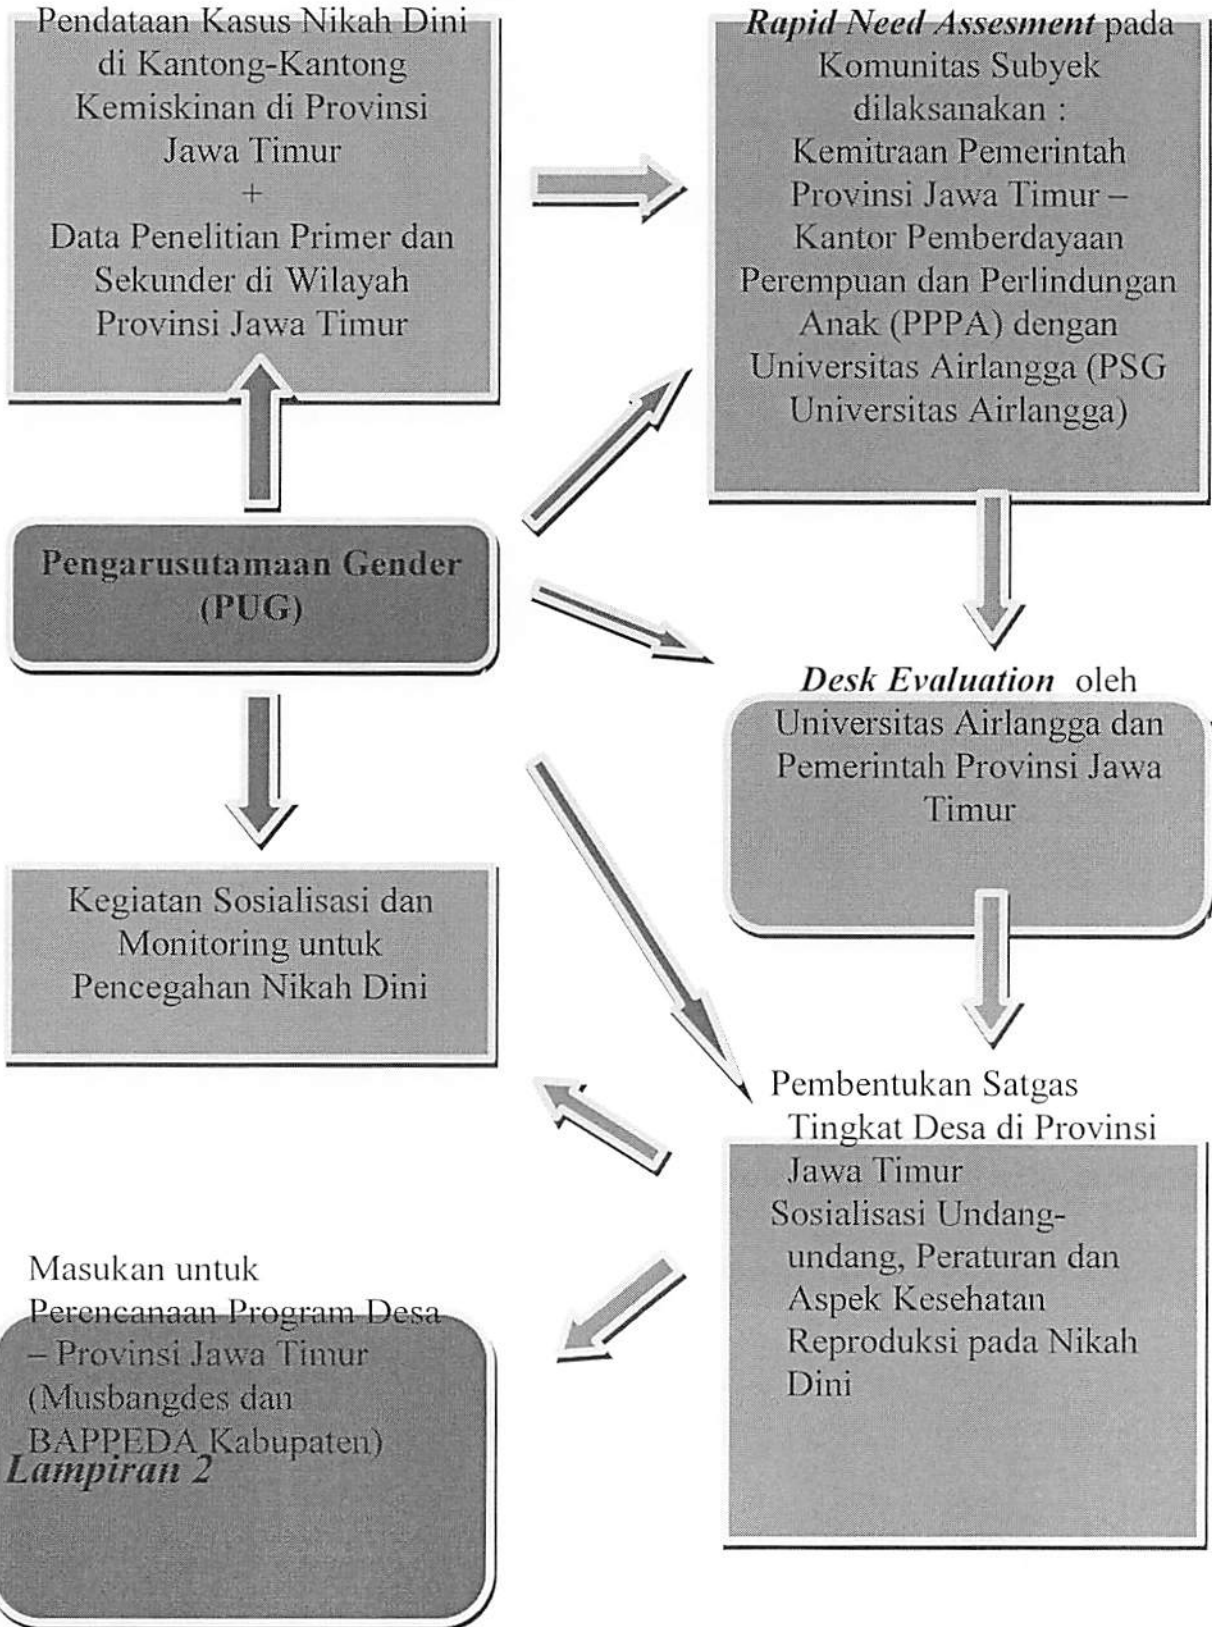 Pendataan Kasus Nikah Dini
di Kantong-Kantong
Kemiskinan di Provinsi
Jawa Timur
+
Data Penelitian Primer dan
Sekunder di Wilayah
Provinsi Jawa Timur
Rapid Need Assesment pada
Komunitas Subyek
dilaksanakan :
Kemitraan Pemerintah
Provinsi Jawa Timur –
Kantor Pemberdayaan
Perempuan dan Perlindungan
Anak (PPPA) dengan
Universitas Airlangga (PSG
Universitas Airlangga)
Pengarusutamaan Gender
(PUG)
Desk Evaluation oleh
Universitas Airlangga dan
Pemerintah Provinsi Jawa
Timur
Kegiatan Sosialisasi dan
Monitoring untuk
Pencegahan Nikah Dini
Pembentukan Satgas
Tingkat Desa di Provinsi
Jawa Timur
Sosialisasi Undang-
undang, Peraturan dan
Aspek Kesehatan
Reproduksi pada Nikah
Dini
Masukan untuk
Perencanaan Program Desa
– Provinsi Jawa Timur
(Musbangdes dan
BAPPEDA Kabupaten)
Lampiran 2